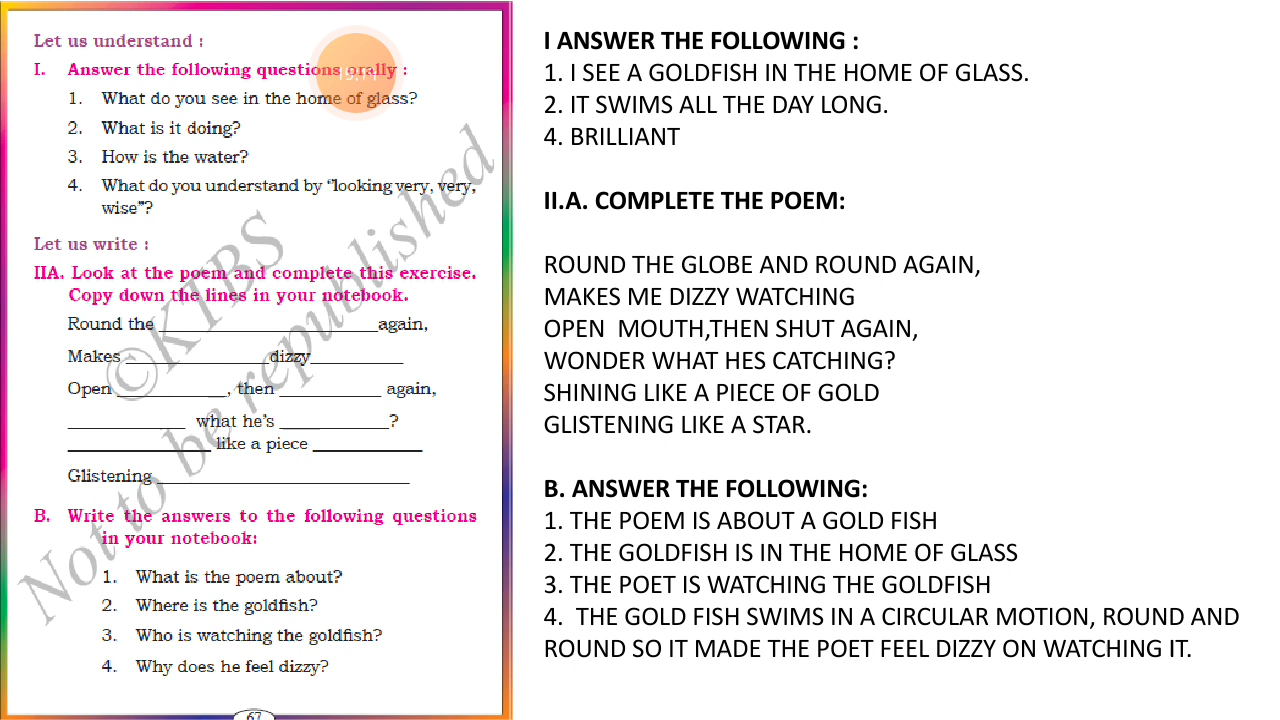 Let us understand :
I. Answer the following questions orally :
1. What do you see in the home of glass?
2. What is it doing?
3. How is the water?
4. What do you understand by "looking very, very,
wise"?
Let us write :
IIA. Look at the poem and complete this exercise.
Copy down the lines in your notebook.
Round the ____________________again,
Makes ______________dizzy_________
Open __________, then __________ again,
___________ what he's __________?
_____________ like a piece __________
Glistening _______________________
B. Write the answers to the following questions
in your notebook:
1. What is the poem about?
2. Where is the goldfish?
3. Who is watching the goldfish?
4. Why does he feel dizzy?
67
©KTBS
Not to be republished
I ANSWER THE FOLLOWING :
1. I SEE A GOLDFISH IN THE HOME OF GLASS.
2. IT SWIMS ALL THE DAY LONG.
4. BRILLIANT
II.A. COMPLETE THE POEM:
ROUND THE GLOBE AND ROUND AGAIN,
MAKES ME DIZZY WATCHING
OPEN  MOUTH,THEN SHUT AGAIN,
WONDER WHAT HES CATCHING?
SHINING LIKE A PIECE OF GOLD
GLISTENING LIKE A STAR.
B. ANSWER THE FOLLOWING:
1. THE POEM IS ABOUT A GOLD FISH
2. THE GOLDFISH IS IN THE HOME OF GLASS
3. THE POET IS WATCHING THE GOLDFISH
4.  THE GOLD FISH SWIMS IN A CIRCULAR MOTION, ROUND AND
ROUND SO IT MADE THE POET FEEL DIZZY ON WATCHING IT.